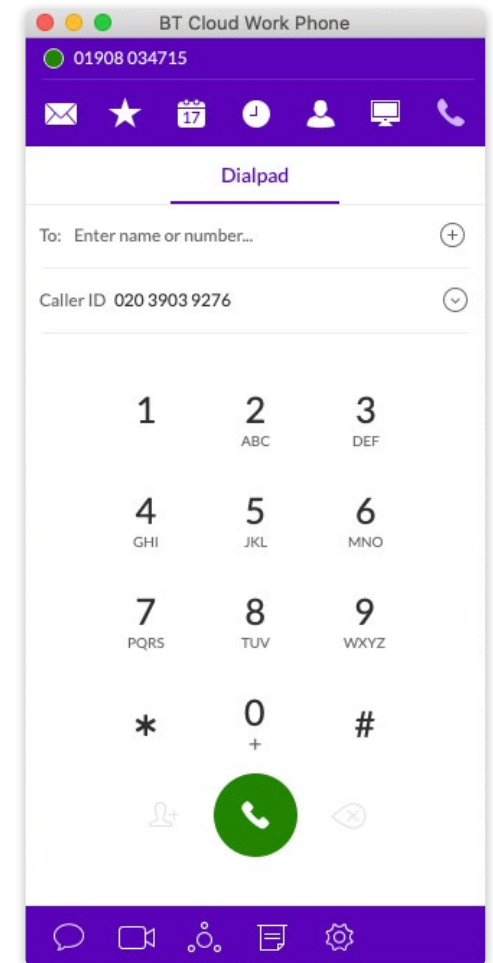 BT Cloud Work Phone
01908 034715
17
Dialpad
To: Enter name or number...
Caller ID 020 3903 9276
1 2 3
ABC DEF
4 5 6
GHI JKL MNO
7 8 9
PQRS TUV WXYZ
* 0 #
+